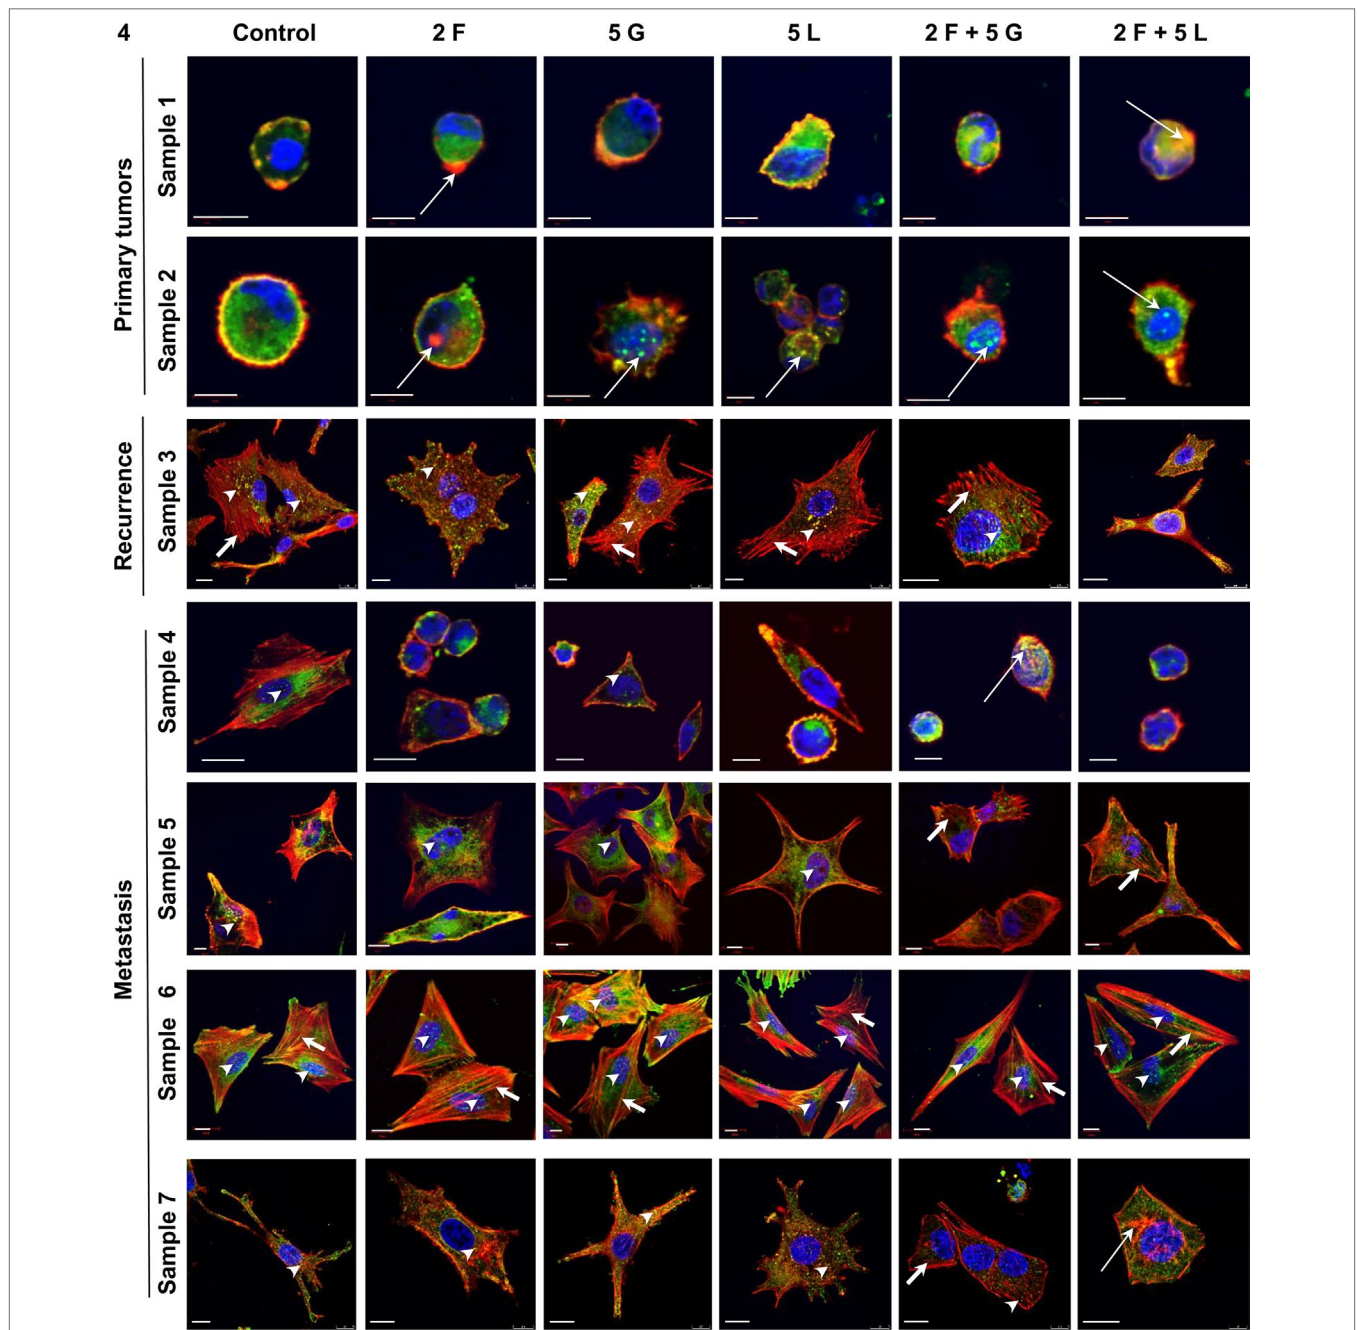 4 Control 2 F 5 G 5 L 2 F + 5 G 2 F + 5 L
Primary tumors
Sample 1
Sample 2
Recurrence
Sample 3
Metastasis
Sample 4
Sample 5
Sample 6
Sample 7